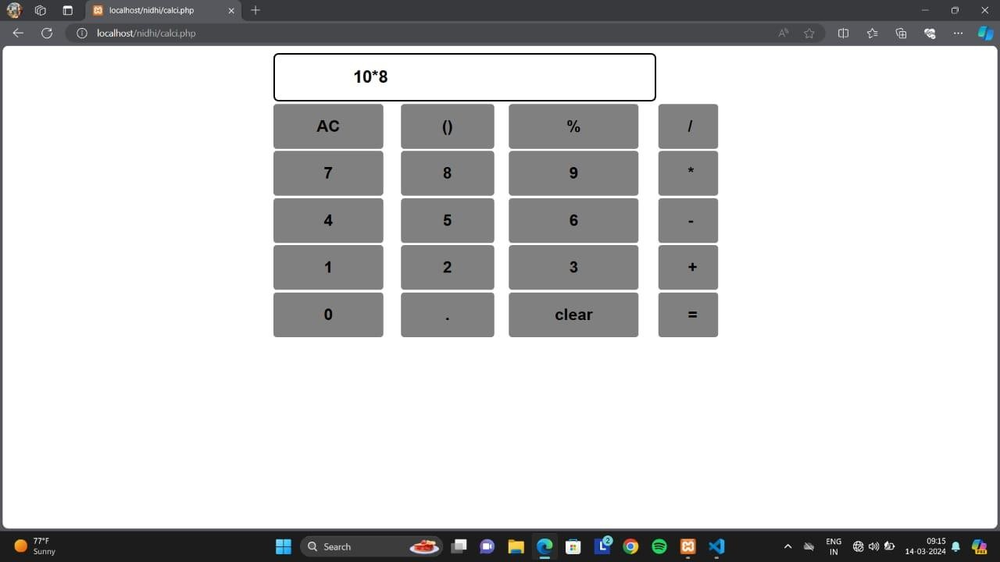 localhost/nidhi/calci.php
localhost/nidhi/calci.php
10*8
AC () % /
7 8 9 *
4 5 6 -
1 2 3 +
0 . clear =
77°F
Sunny
Search
2
ENG
IN
09:15
14-03-2024